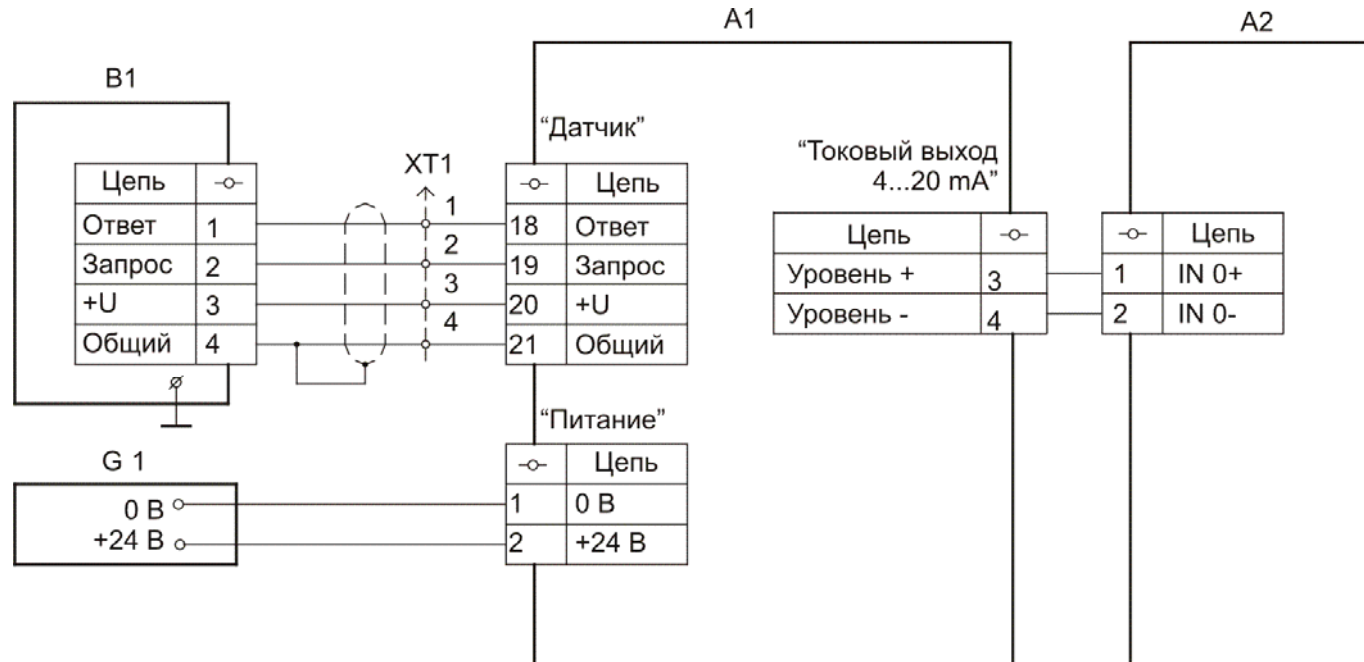 A1
A2
B1
“Датчик”
“Токовый выход
4...20 mA”
XT1
Цепь
Ответ 1
Запрос 2
+U 3
Общий 4
1
2
3
4
Цепь
18 Ответ
19 Запрос
20 +U
21 Общий
Цепь
Уровень + 3
Уровень - 4
Цепь
1 IN 0+
2 IN 0-
“Питание”
G 1
0 В
+24 В
Цепь
1 0 В
2 +24 В